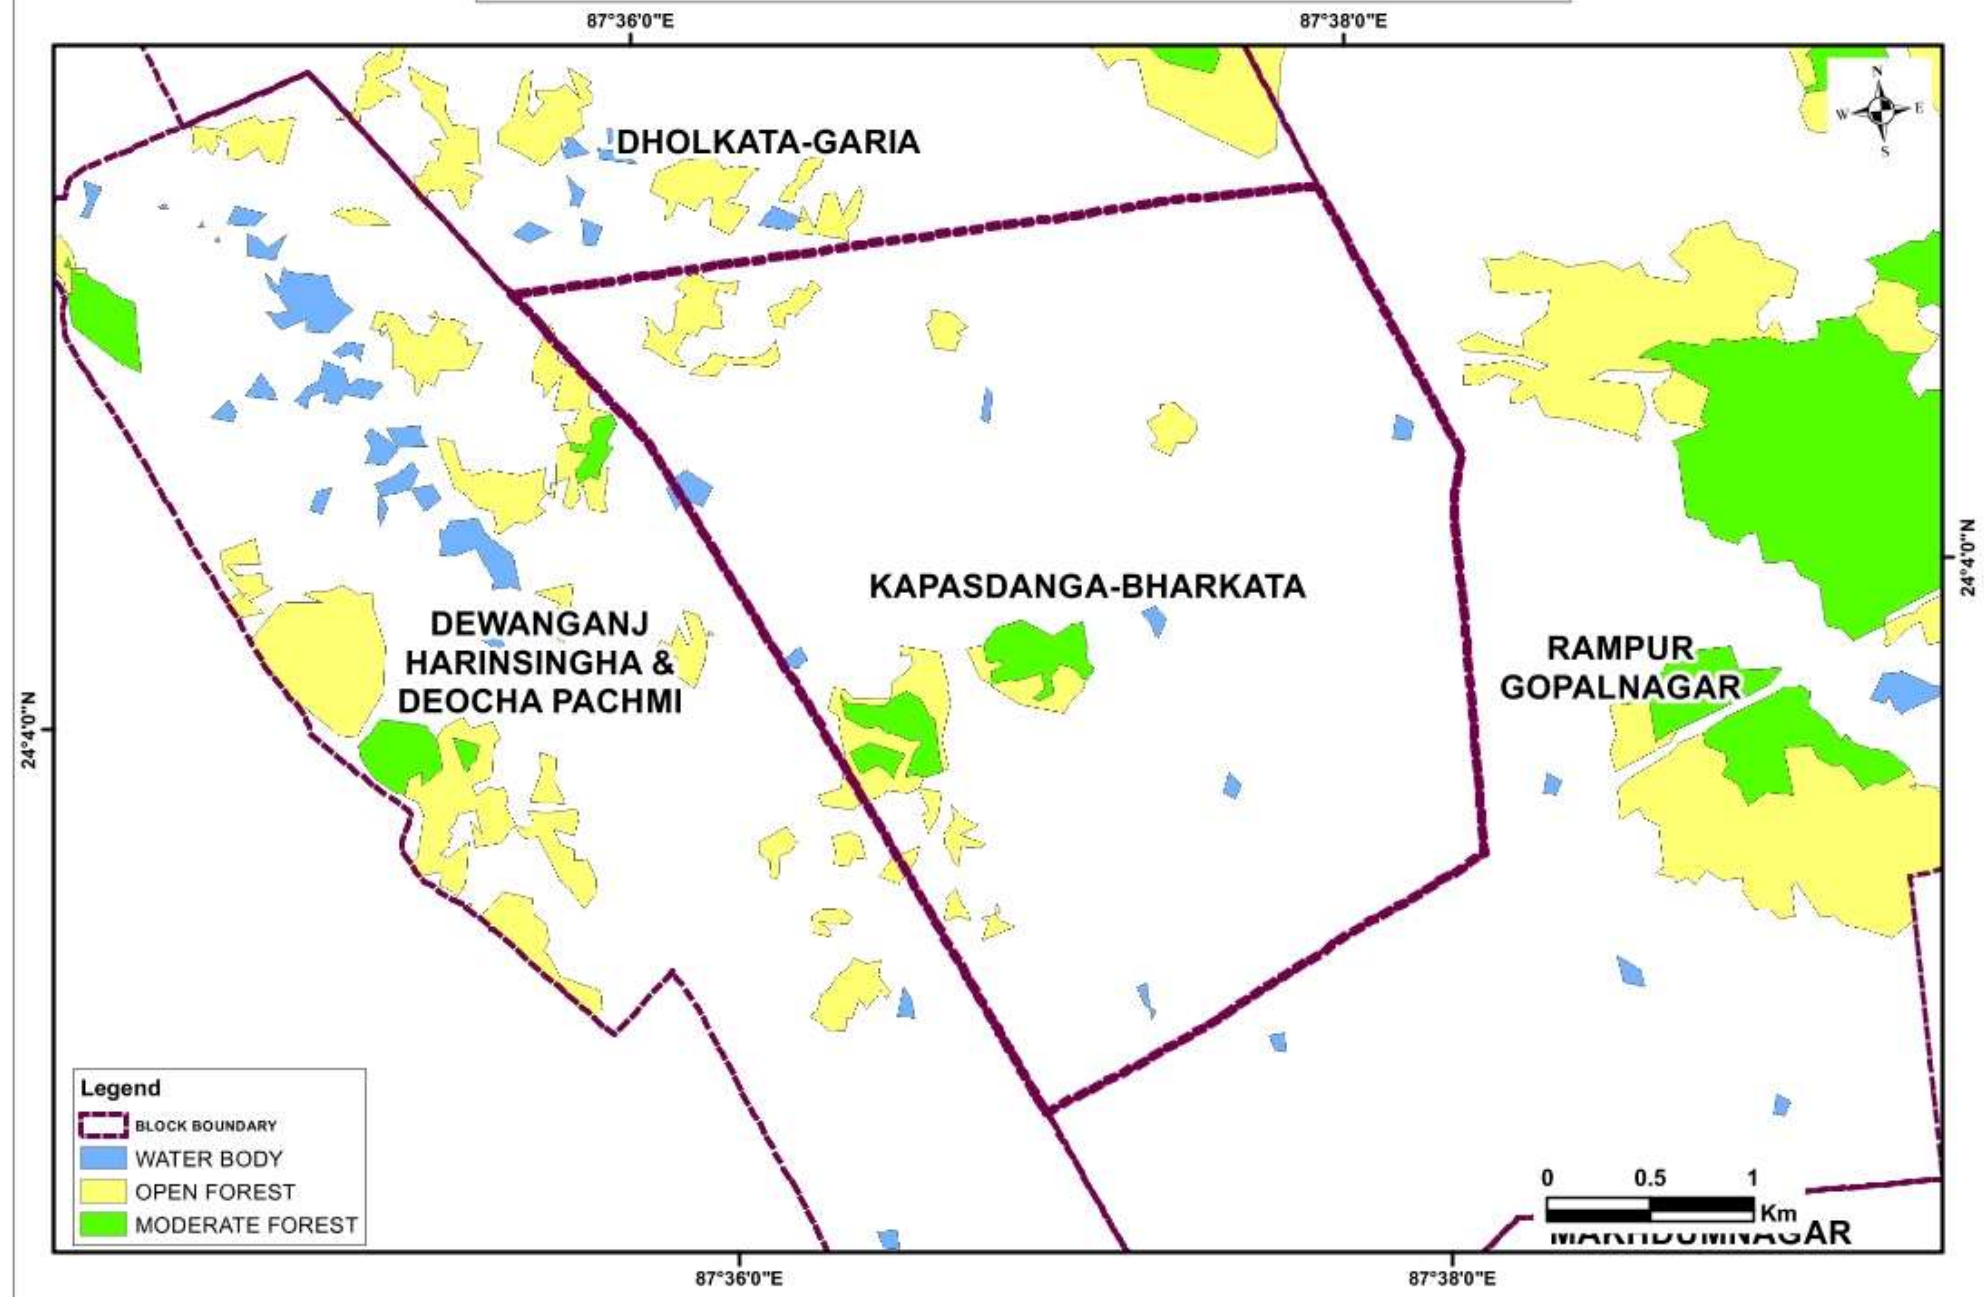 87°36'0"E
87°38'0"E
N
W
E
S
DHOLKATA-GARIA
24°4'0"N
KAPASDANGA-BHARKATA
DEWANGANJ
HARINSINGHA &
DEOCHA PACHMI
RAMPUR
GOPALNAGAR
24°4'0"N
Legend
BLOCK BOUNDARY
WATER BODY
OPEN FOREST
MODERATE FOREST
0 0.5 1
Km
MAKHDUMNAGAR
87°36'0"E
87°38'0"E